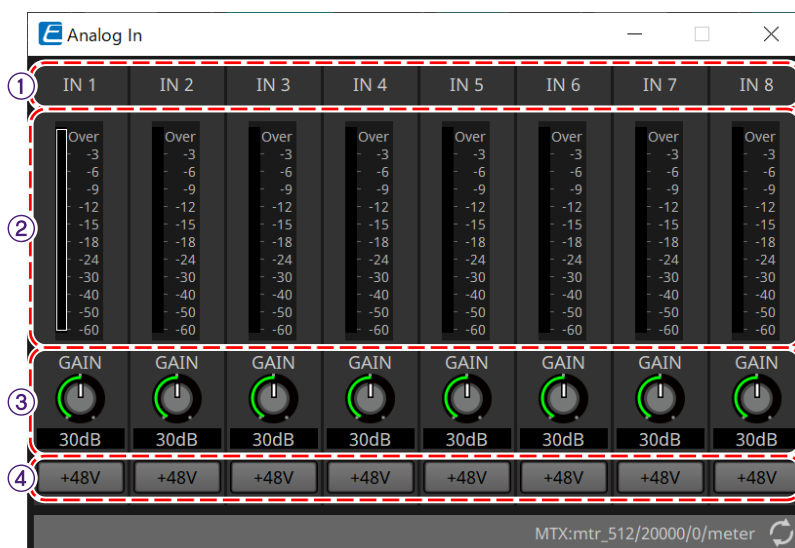 E Analog In
① IN 1 IN 2 IN 3 IN 4 IN 5 IN 6 IN 7 IN 8
Over Over Over Over Over Over Over Over
-3 -3 -3 -3 -3 -3 -3 -3
-6 -6 -6 -6 -6 -6 -6 -6
-9 -9 -9 -9 -9 -9 -9 -9
-12 -12 -12 -12 -12 -12 -12 -12
② -15 -15 -15 -15 -15 -15 -15 -15
-18 -18 -18 -18 -18 -18 -18 -18
-24 -24 -24 -24 -24 -24 -24 -24
-30 -30 -30 -30 -30 -30 -30 -30
-40 -40 -40 -40 -40 -40 -40 -40
-50 -50 -50 -50 -50 -50 -50 -50
-60 -60 -60 -60 -60 -60 -60 -60
GAIN GAIN GAIN GAIN GAIN GAIN GAIN GAIN
③
30dB 30dB 30dB 30dB 30dB 30dB 30dB 30dB
④ +48V +48V +48V +48V +48V +48V +48V +48V
MTX:mtr_512/20000/0/meter